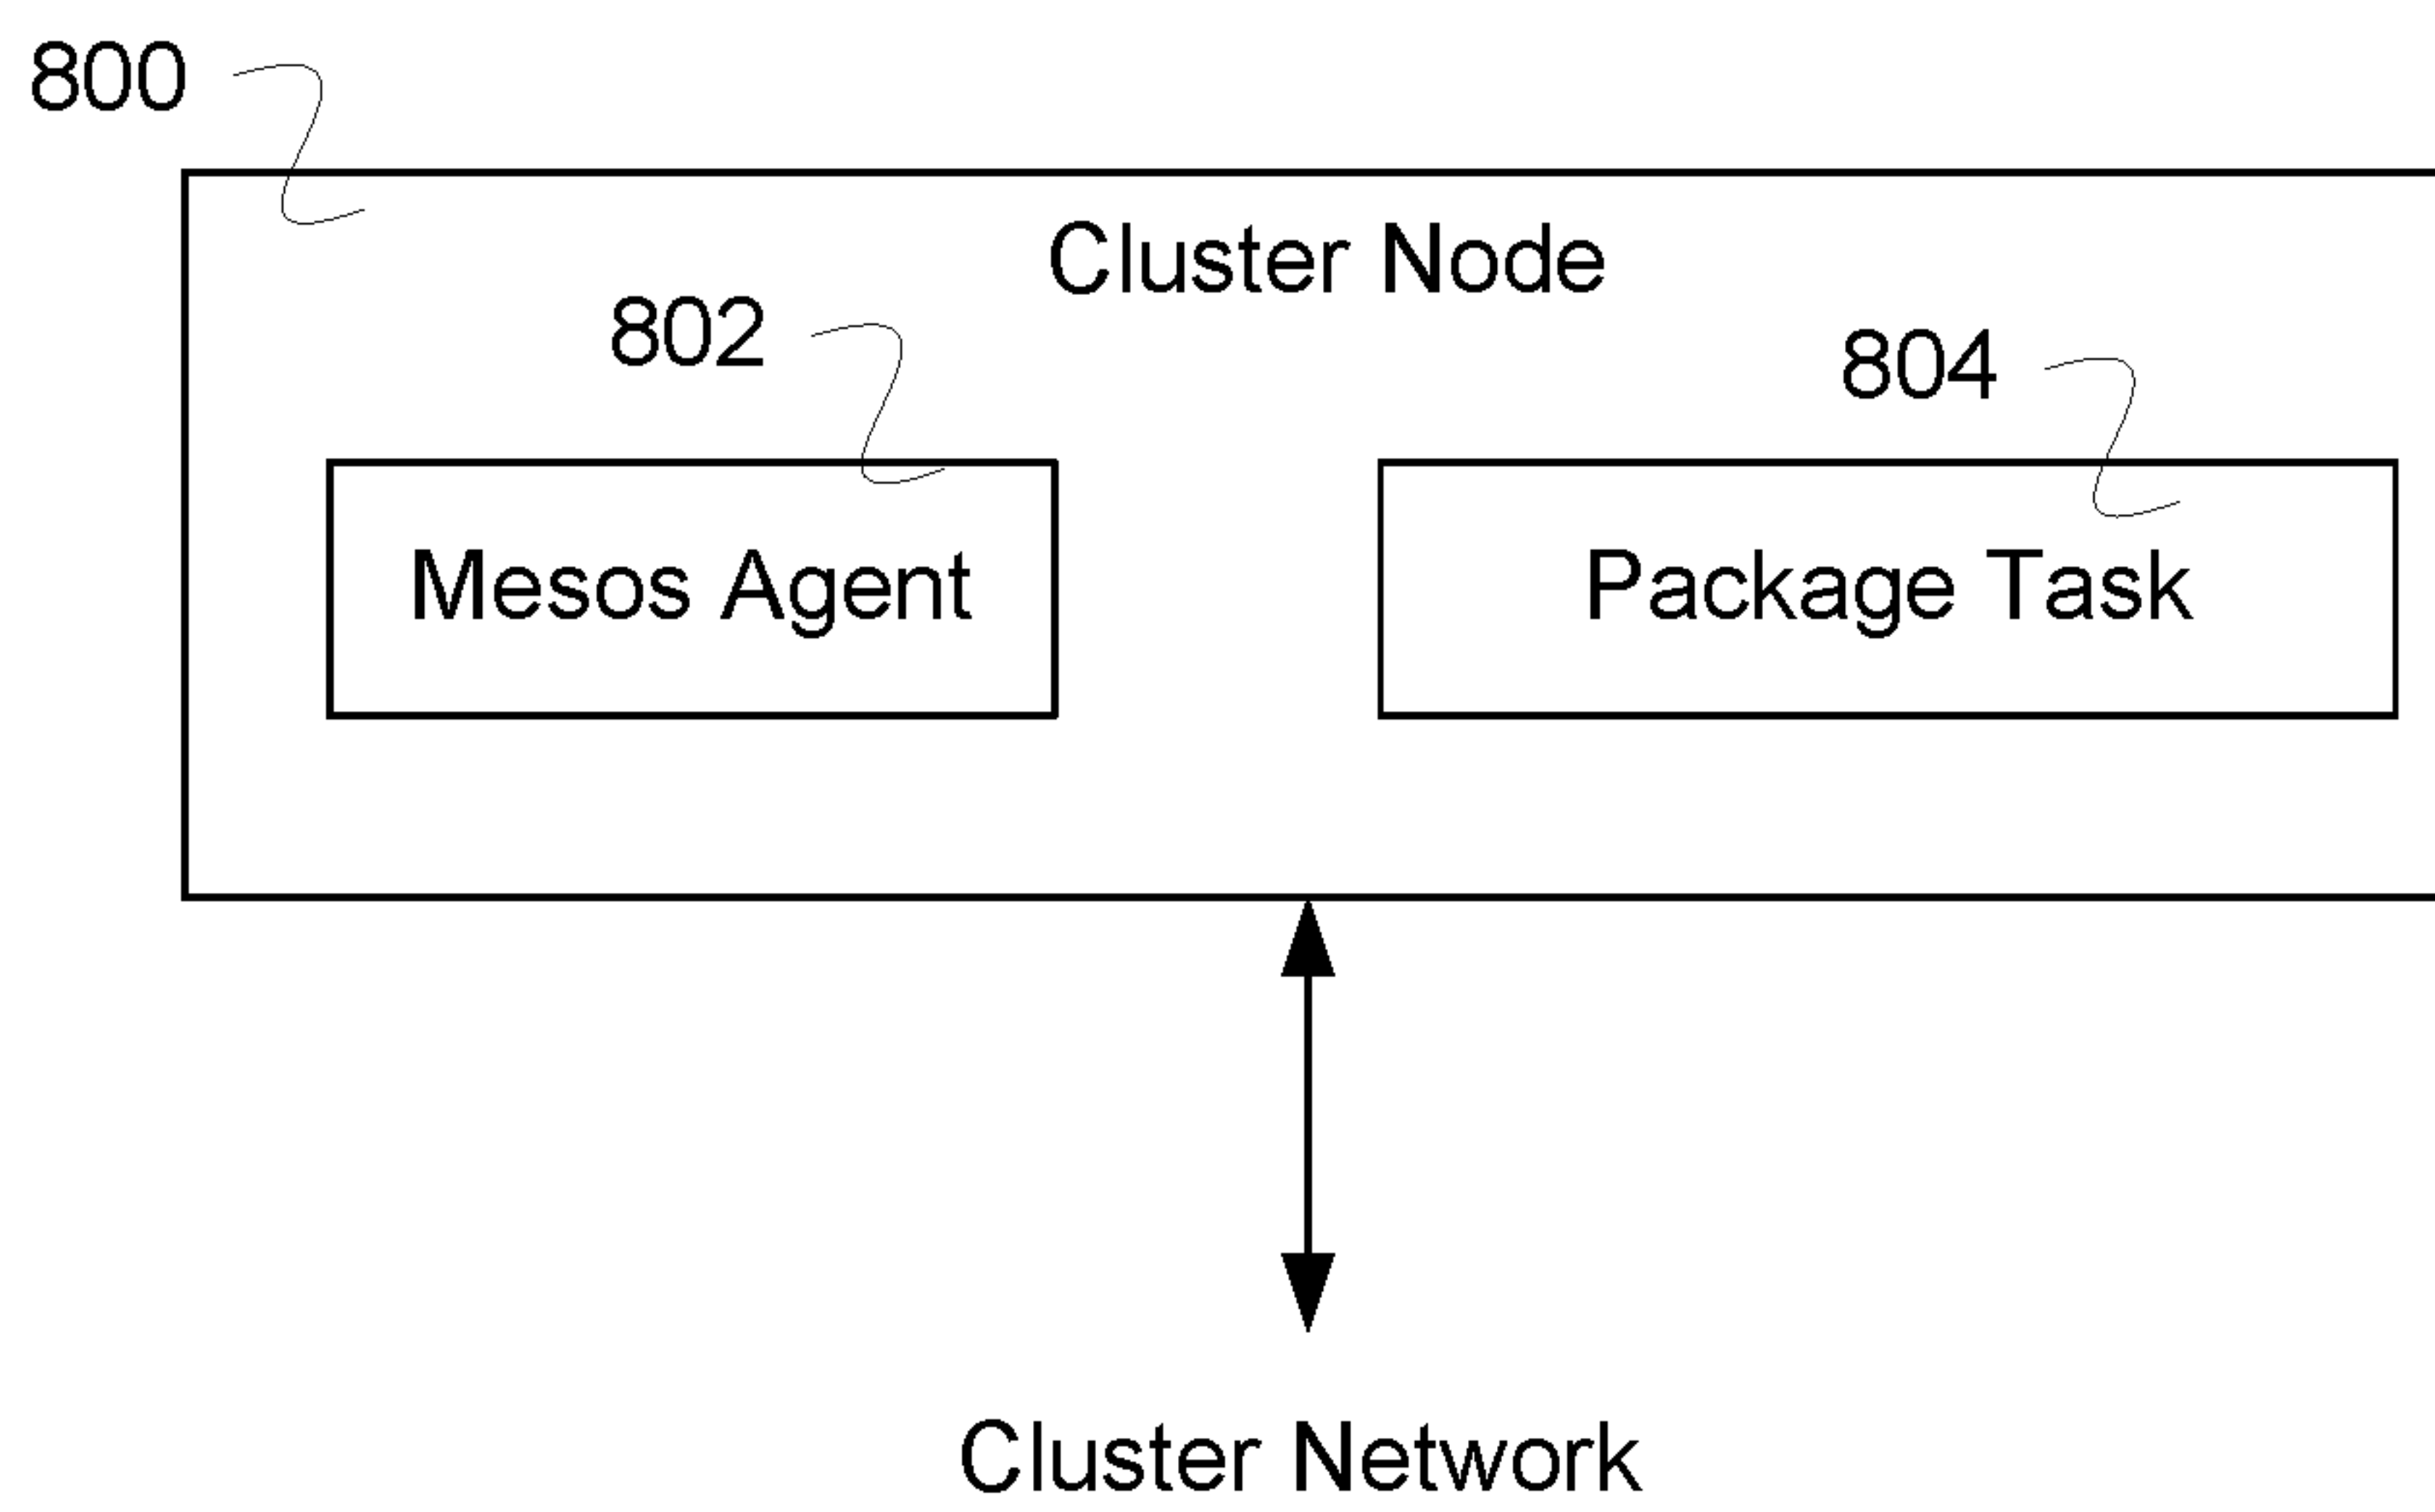 800
Cluster Node
802
804
Mesos Agent
Package Task
Cluster Network